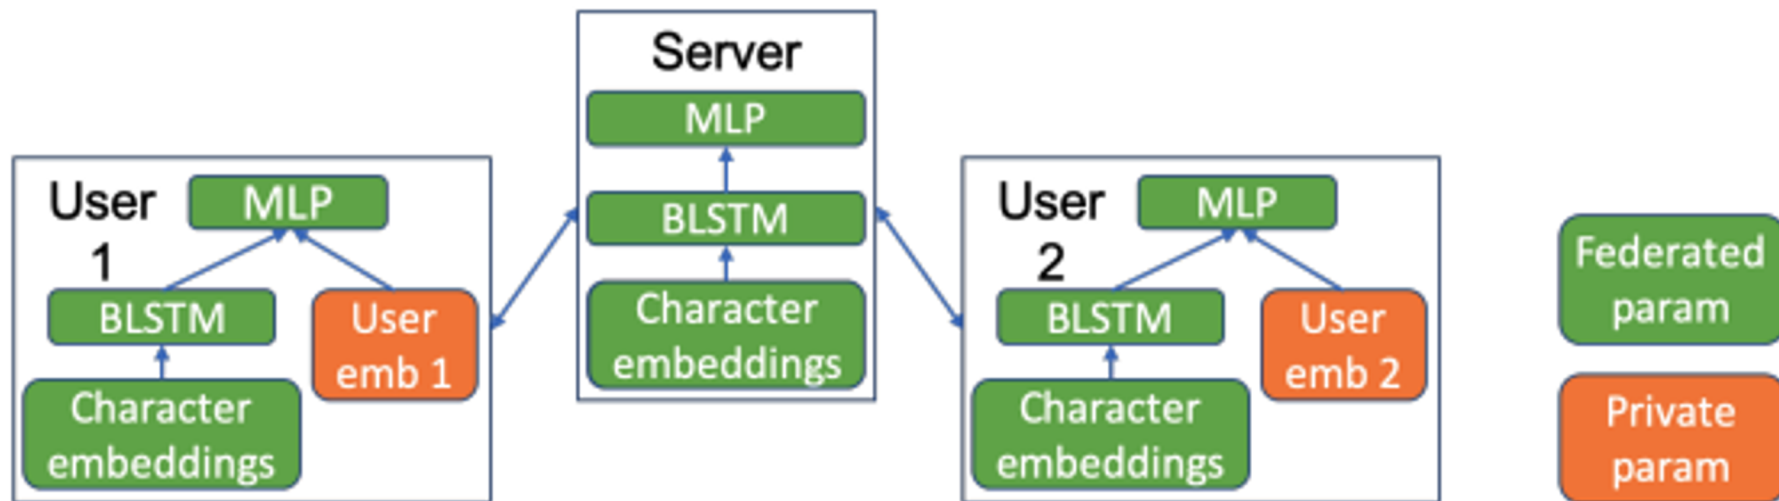 Server
MLP
BLSTM
Character
embeddings
User
1
MLP
BLSTM
User
emb 1
Character
embeddings
User
2
MLP
BLSTM
User
emb 2
Character
embeddings
Federated
param
Private
param